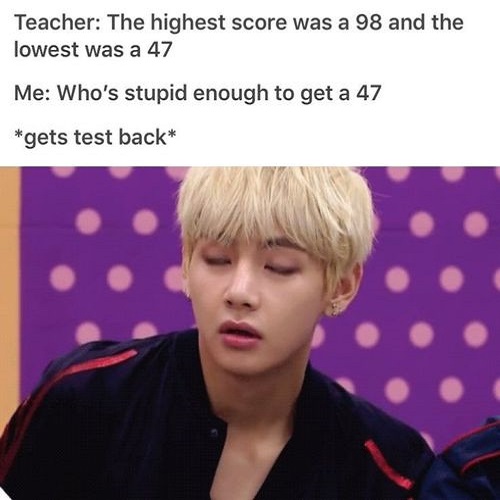 Teacher: The highest score was a 98 and the
lowest was a 47
Me: Who's stupid enough to get a 47
*gets test back*